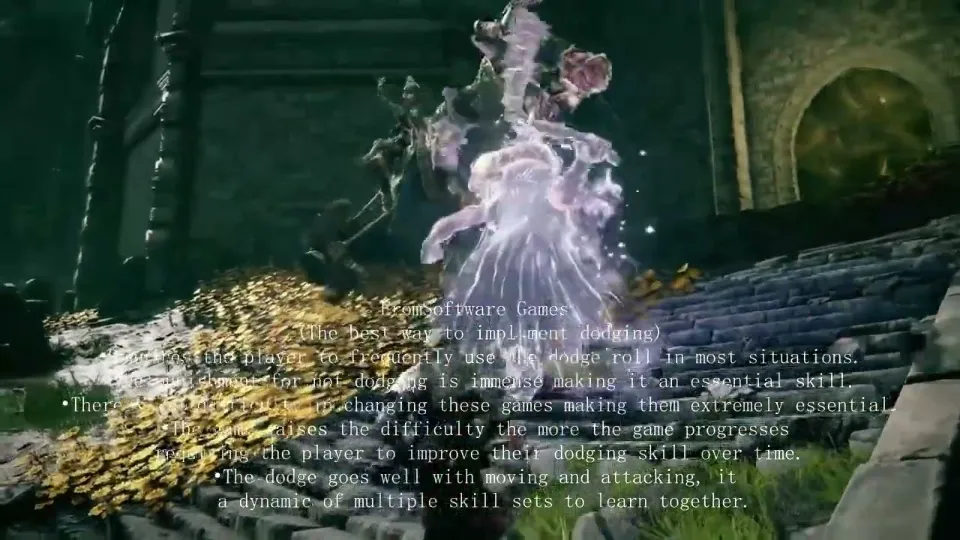 FromSoftware Games
(The best way to implement dodging)
the player to frequently use the dodge roll in most situations.
for not dodging is immense making it an essential skill.
•There changing these games making them extremely essential.
•The game raises the difficulty the more the game progresses
requiring the player to improve their dodging skill over time.
•The dodge goes well with moving and attacking, it
a dynamic of multiple skill sets to learn together.